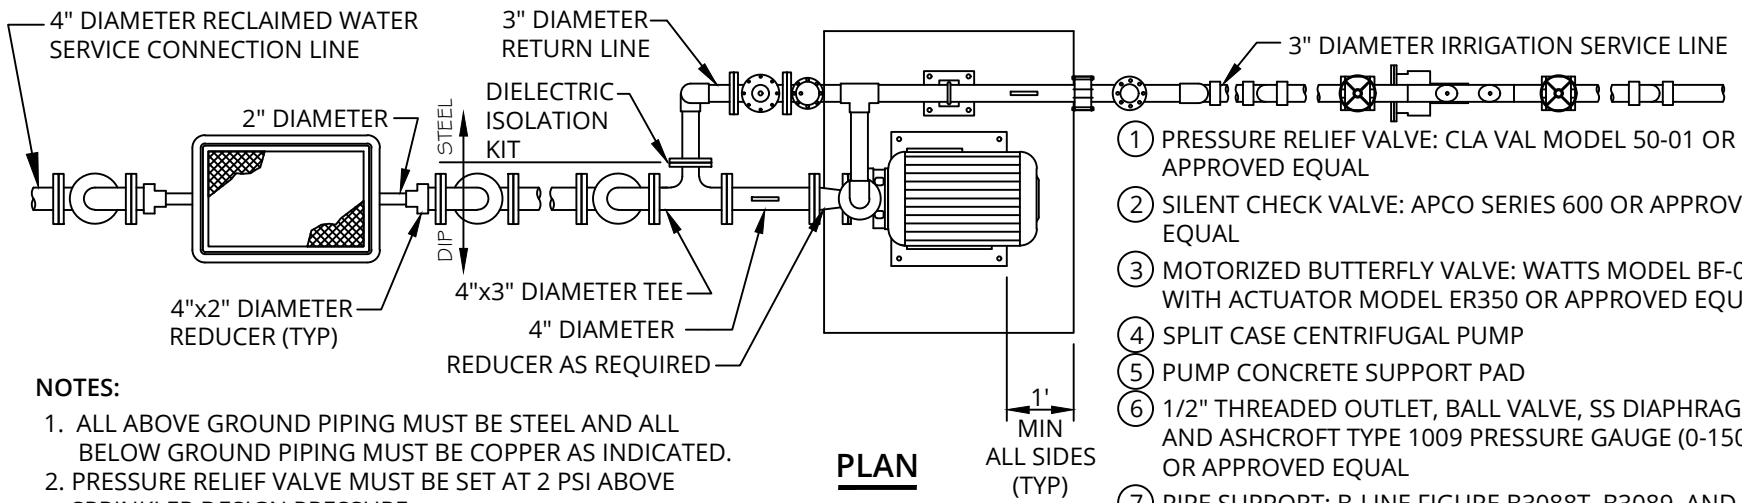 4" DIAMETER RECLAIMED WATER
SERVICE CONNECTION LINE
3" DIAMETER
RETURN LINE
3" DIAMETER IRRIGATION SERVICE LINE
2" DIAMETER
DIELECTRIC
ISOLATION
KIT
STEEL
DIP
4"x2" DIAMETER
REDUCER (TYP)
4"x3" DIAMETER TEE
4" DIAMETER
REDUCER AS REQUIRED
1'
MIN
ALL SIDES
(TYP)
PLAN
NOTES:
1. ALL ABOVE GROUND PIPING MUST BE STEEL AND ALL
BELOW GROUND PIPING MUST BE COPPER AS INDICATED.
2. PRESSURE RELIEF VALVE MUST BE SET AT 2 PSI ABOVE
SPRINKLER DESIGN PRESSURE
1 PRESSURE RELIEF VALVE: CLA VAL MODEL 50-01 OR
APPROVED EQUAL
2 SILENT CHECK VALVE: APCO SERIES 600 OR APPROV
EQUAL
3 MOTORIZED BUTTERFLY VALVE: WATTS MODEL BF-0
WITH ACTUATOR MODEL ER350 OR APPROVED EQU
4 SPLIT CASE CENTRIFUGAL PUMP
5 PUMP CONCRETE SUPPORT PAD
6 1/2" THREADED OUTLET, BALL VALVE, SS DIAPHRAG
AND ASHCROFT TYPE 1009 PRESSURE GAUGE (0-150
OR APPROVED EQUAL
7 PIPE SUPPORT: B-LINE FIGURE B3088T, B3089, AND